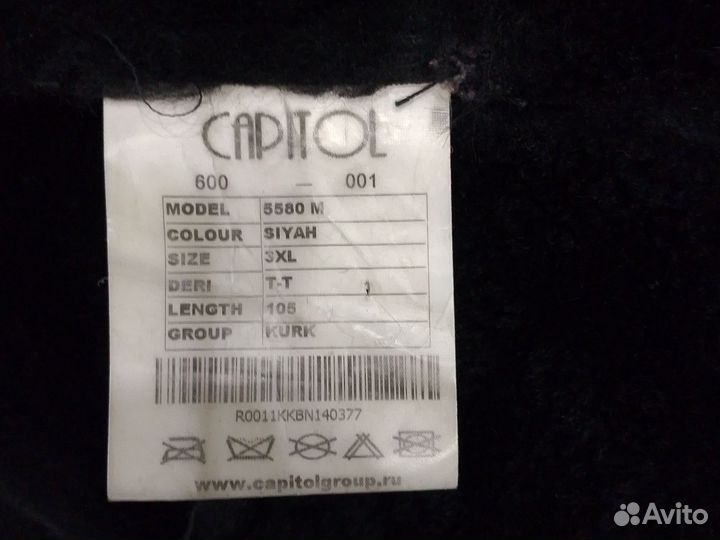 CAPITOL
600 — 001
MODEL 5580 M
COLOUR SIYAH
SIZE 3XL
DERI T-T
LENGTH 105
GROUP KURK
R0011KKBN140377
www.capitolgroup.ru
Avito